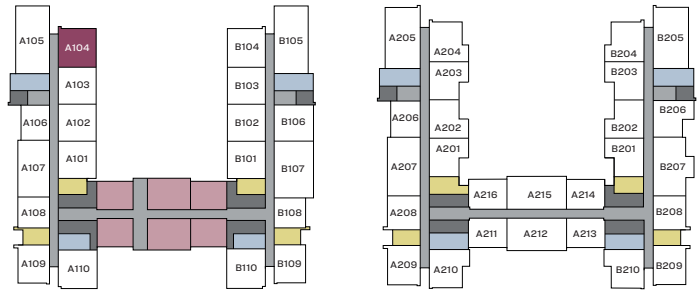 A105 A104 B104 B105
A103 B103
A106 A102 B102 B106
A107 A101 B101 B107
A108 B108
A109 A110 B110 B109
A205 A204 B204 B205
A203 B203
A206 A202 B202 B206
A207 A201 B201 B207
A216 A215 A214
A208 B208
A211 A212 A213
A209 A210 B210 B209